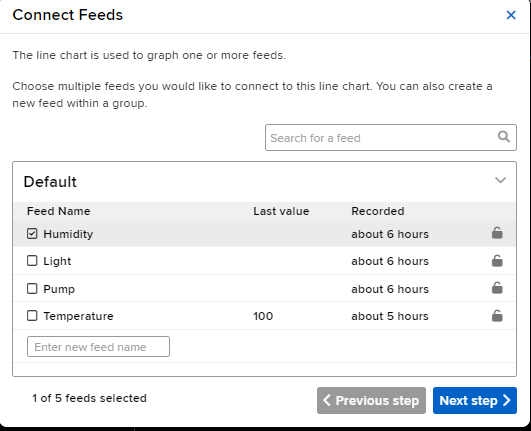 Connect Feeds
The line chart is used to graph one or more feeds.
Choose multiple feeds you would like to connect to this line chart. You can also create a
new feed within a group.
Search for a feed
Default
Feed Name Last value Recorded
Humidity about 6 hours
Light about 6 hours
Pump about 6 hours
Temperature 100 about 5 hours
Enter new feed name
1 of 5 feeds selected Previous step Next step